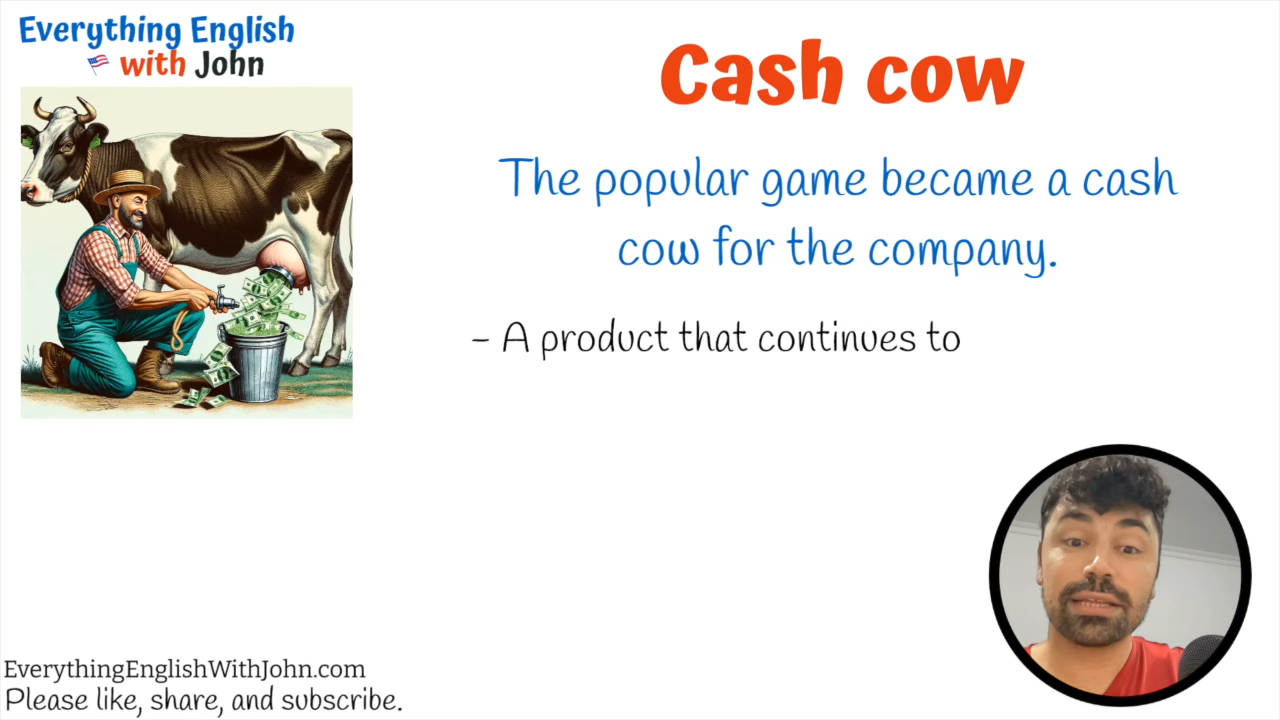 Everything English
with John
Cash cow
The popular game became a cash
cow for the company.
- A product that continues to
EverythingEnglishWithJohn.com
Please like, share, and subscribe.